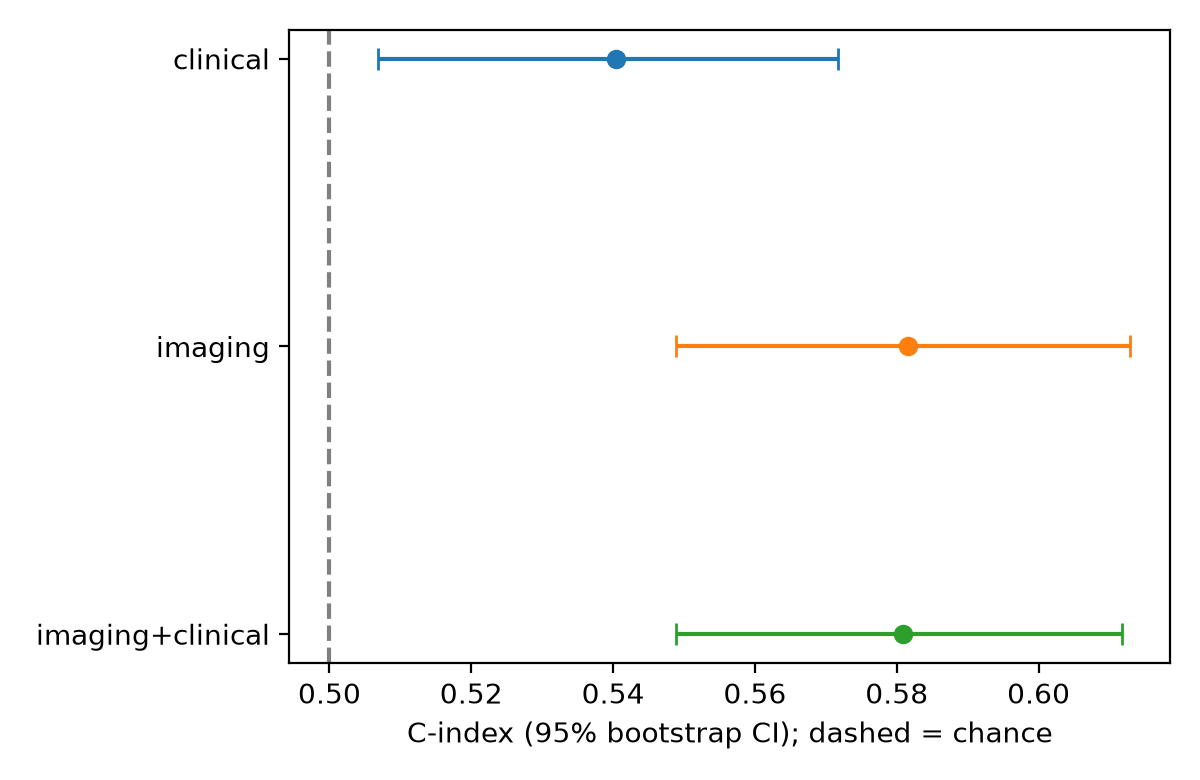 clinical
imaging
imaging+clinical
0.50 0.52 0.54 0.56 0.58 0.60
C-index (95% bootstrap CI); dashed = chance